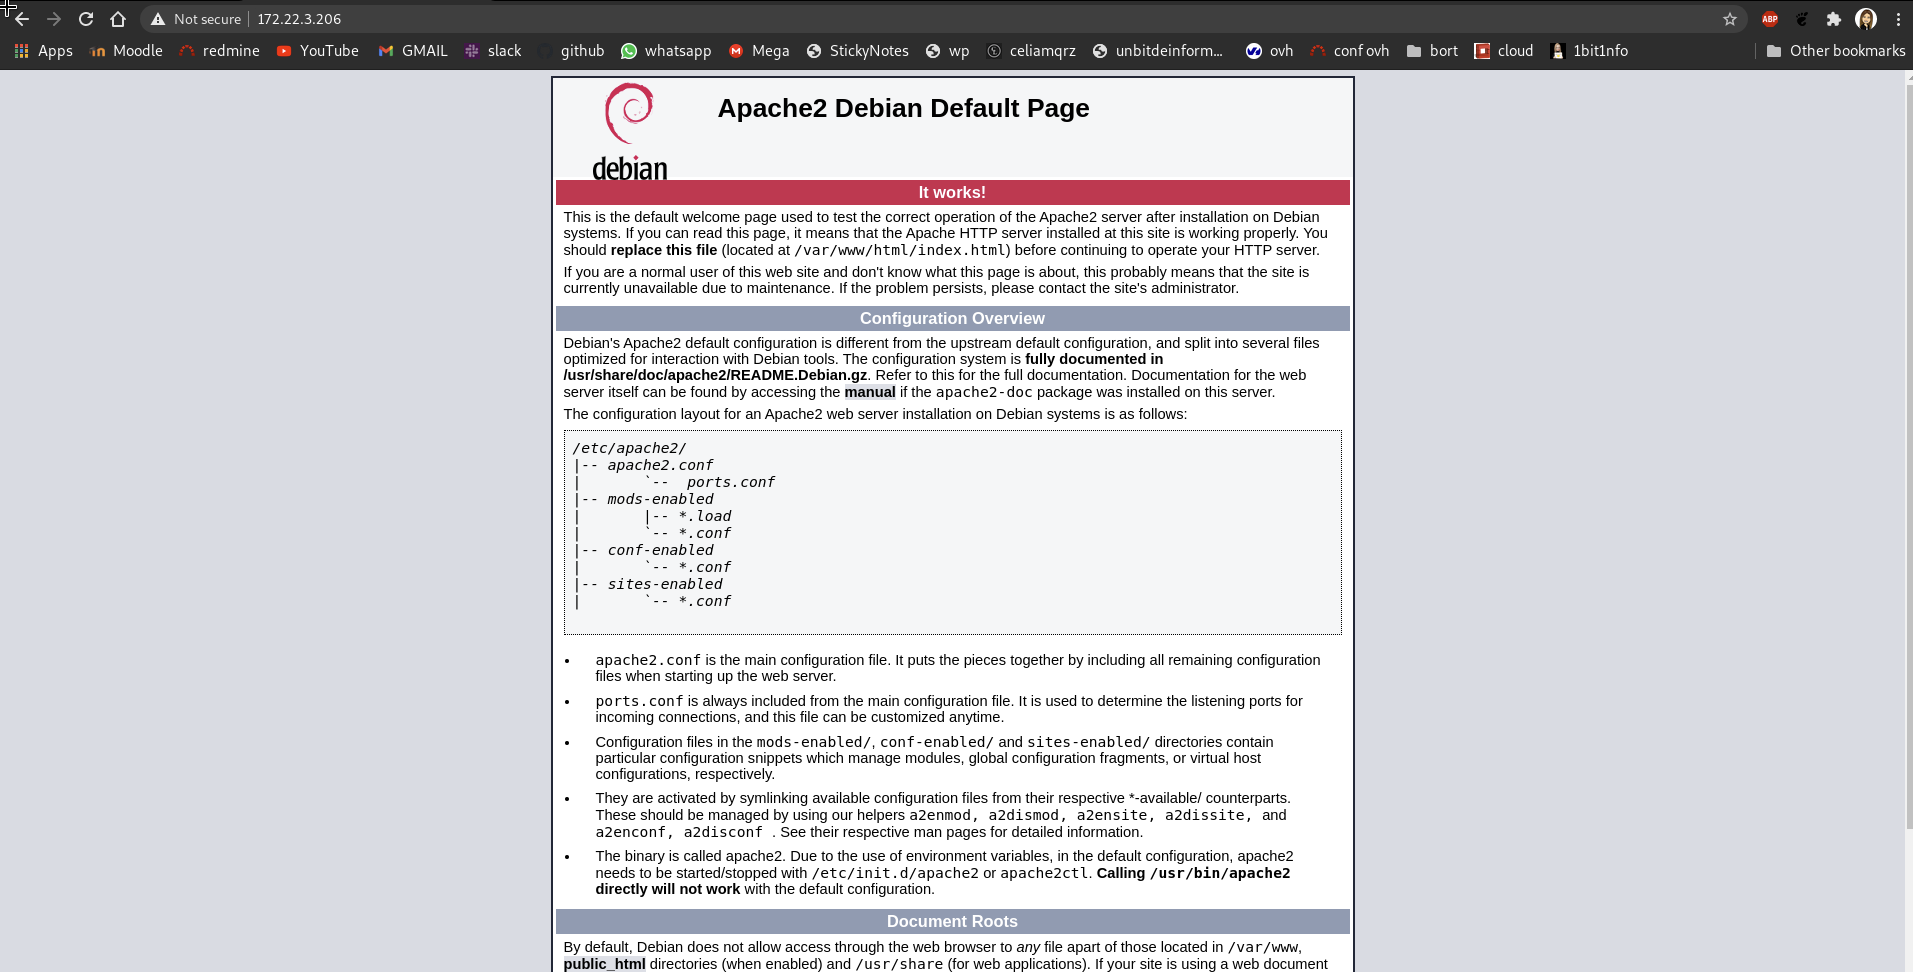 Not secure | 172.22.3.206
ABP
Apps Moodle redmine YouTube GMAIL slack github whatsapp Mega StickyNotes wp celiamqrz unbitdeinform... ovh conf ovh bort cloud 1bit1nfo Other bookmarks
debian
Apache2 Debian Default Page
It works!
This is the default welcome page used to test the correct operation of the Apache2 server after installation on Debian
systems. If you can read this page, it means that the Apache HTTP server installed at this site is working properly. You
should replace this file (located at /var/www/html/index.html) before continuing to operate your HTTP server.
If you are a normal user of this web site and don't know what this page is about, this probably means that the site is
currently unavailable due to maintenance. If the problem persists, please contact the site's administrator.
Configuration Overview
Debian's Apache2 default configuration is different from the upstream default configuration, and split into several files
optimized for interaction with Debian tools. The configuration system is fully documented in
/usr/share/doc/apache2/README.Debian.gz. Refer to this for the full documentation. Documentation for the web
server itself can be found by accessing the manual if the apache2-doc package was installed on this server.
The configuration layout for an Apache2 web server installation on Debian systems is as follows:
/etc/apache2/
|-- apache2.conf
|       `--  ports.conf
|-- mods-enabled
|       |-- *.load
|       `-- *.conf
|-- conf-enabled
|       `-- *.conf
|-- sites-enabled
|       `-- *.conf
• apache2.conf is the main configuration file. It puts the pieces together by including all remaining configuration
files when starting up the web server.
• ports.conf is always included from the main configuration file. It is used to determine the listening ports for
incoming connections, and this file can be customized anytime.
• Configuration files in the mods-enabled/, conf-enabled/ and sites-enabled/ directories contain
particular configuration snippets which manage modules, global configuration fragments, or virtual host
configurations, respectively.
• They are activated by symlinking available configuration files from their respective *-available/ counterparts.
These should be managed by using our helpers a2enmod, a2dismod, a2ensite, a2dissite, and
a2enconf, a2disconf . See their respective man pages for detailed information.
• The binary is called apache2. Due to the use of environment variables, in the default configuration, apache2
needs to be started/stopped with /etc/init.d/apache2 or apache2ctl. Calling /usr/bin/apache2
directly will not work with the default configuration.
Document Roots
By default, Debian does not allow access through the web browser to any file apart of those located in /var/www,
public_html directories (when enabled) and /usr/share (for web applications). If your site is using a web document